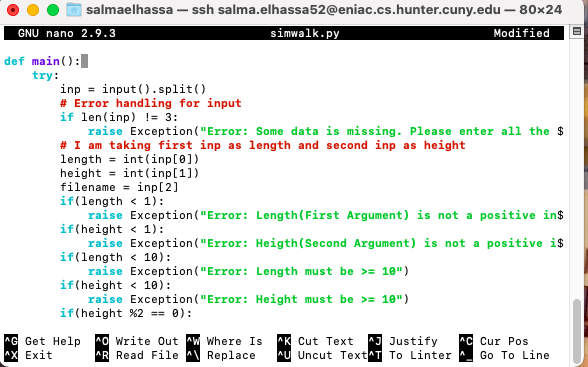 salmaelhassa — ssh salma.elhassa52@eniac.cs.hunter.cuny.edu — 80×24
GNU nano 2.9.3 simwalk.py Modified
def main():
try:
inp = input().split()
# Error handling for input
if len(inp) != 3:
raise Exception("Error: Some data is missing. Please enter all the $
# I am taking first inp as length and second inp as height
length = int(inp[0])
height = int(inp[1])
filename = inp[2]
if(length < 1):
raise Exception("Error: Length(First Argument) is not a positive in$
if(height < 1):
raise Exception("Error: Heigth(Second Argument) is not a positive i$
if(length < 10):
raise Exception("Error: Length must be >= 10")
if(height < 10):
raise Exception("Error: Height must be >= 10")
if(height %2 == 0):
^G Get Help ^O Write Out ^W Where Is ^K Cut Text ^J Justify ^C Cur Pos
^X Exit ^R Read File ^\ Replace ^U Uncut Text ^T To Linter ^_ Go To Line